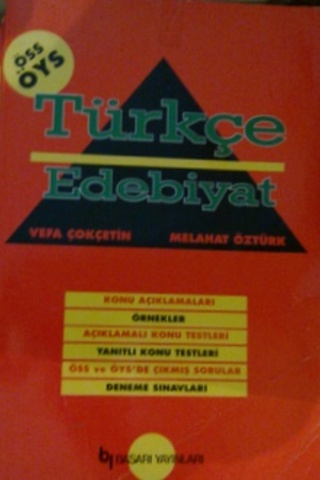 ÖSS
ÖYS
Türkçe
Edebiyat
VEFA ÇOKÇETİN MELAHAT ÖZTÜRK
KONU AÇIKLAMALARI
ÖRNEKLER
AÇIKLAMALI KONU TESTLERİ
YANITLI KONU TESTLERİ
ÖSS ve ÖYS'DE ÇIKMIŞ SORULAR
DENEME SINAVLARI
by BAŞARI YAYINLARI